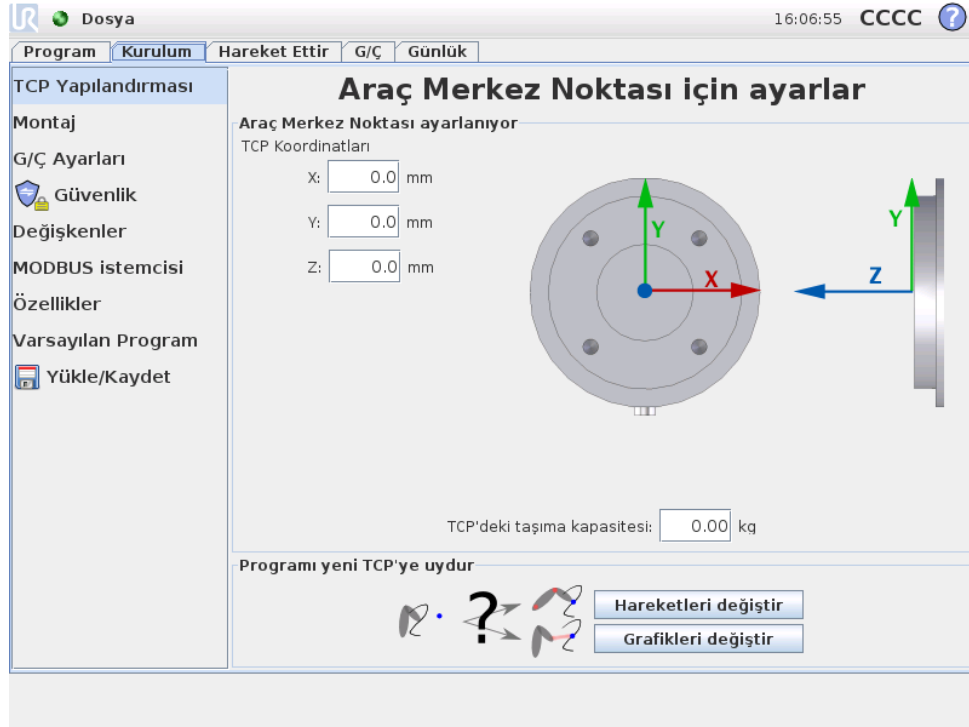 UR Dosya 16:06:55 CCCC ?
Program Kurulum Hareket Ettir G/Ç Günlük
TCP Yapılandırması
Montaj
G/Ç Ayarları
Güvenlik
Değişkenler
MODBUS istemcisi
Özellikler
Varsayılan Program
Yükle/Kaydet
Araç Merkez Noktası için ayarlar
Araç Merkez Noktası ayarlanıyor
TCP Koordinatları
X: 0.0 mm
Y: 0.0 mm
Z: 0.0 mm
Y
X
Y
Z
TCP'deki taşıma kapasitesi: 0.00 kg
Programı yeni TCP'ye uydur
?
Hareketleri değiştir
Grafikleri değiştir